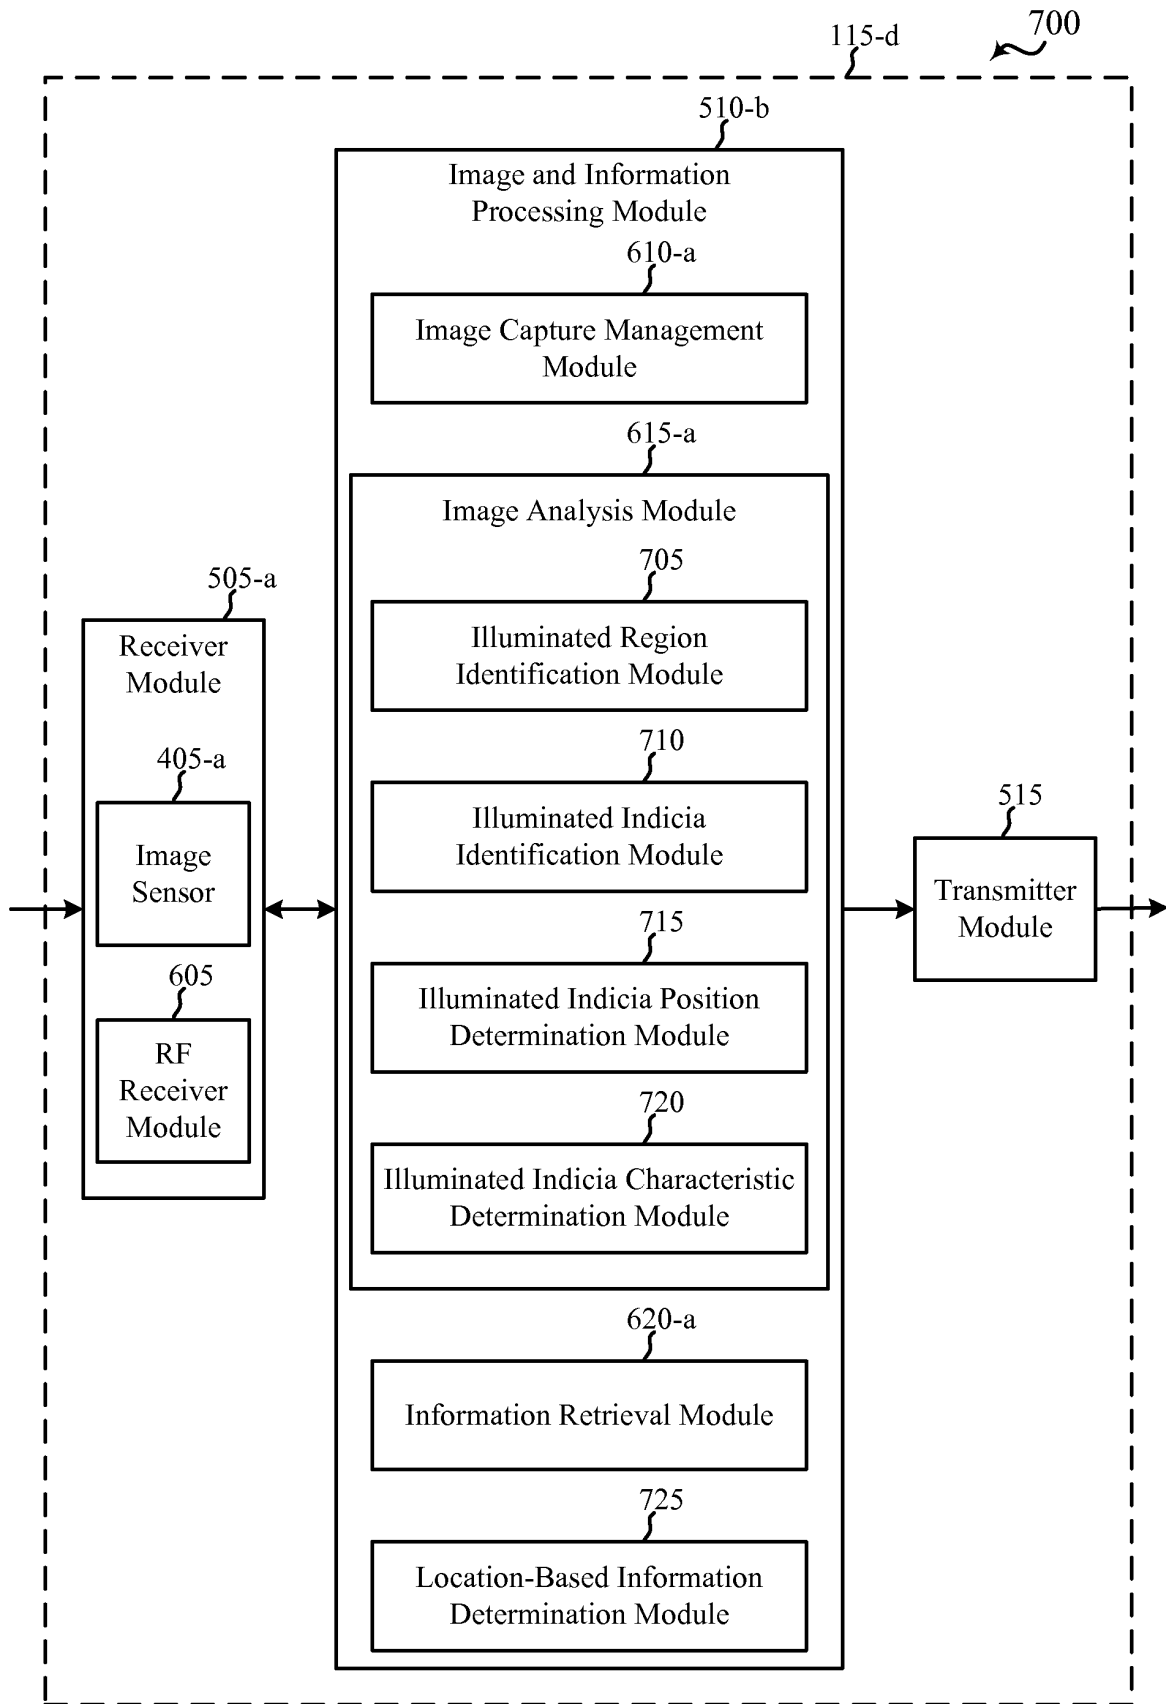 700
115-d
510-b
Image and Information
Processing Module
610-a
Image Capture Management
Module
615-a
Image Analysis Module
705
Illuminated Region
Identification Module
710
Illuminated Indicia
Identification Module
715
Illuminated Indicia Position
Determination Module
720
Illuminated Indicia Characteristic
Determination Module
620-a
Information Retrieval Module
725
Location-Based Information
Determination Module
505-a
Receiver
Module
405-a
Image
Sensor
605
RF
Receiver
Module
515
Transmitter
Module